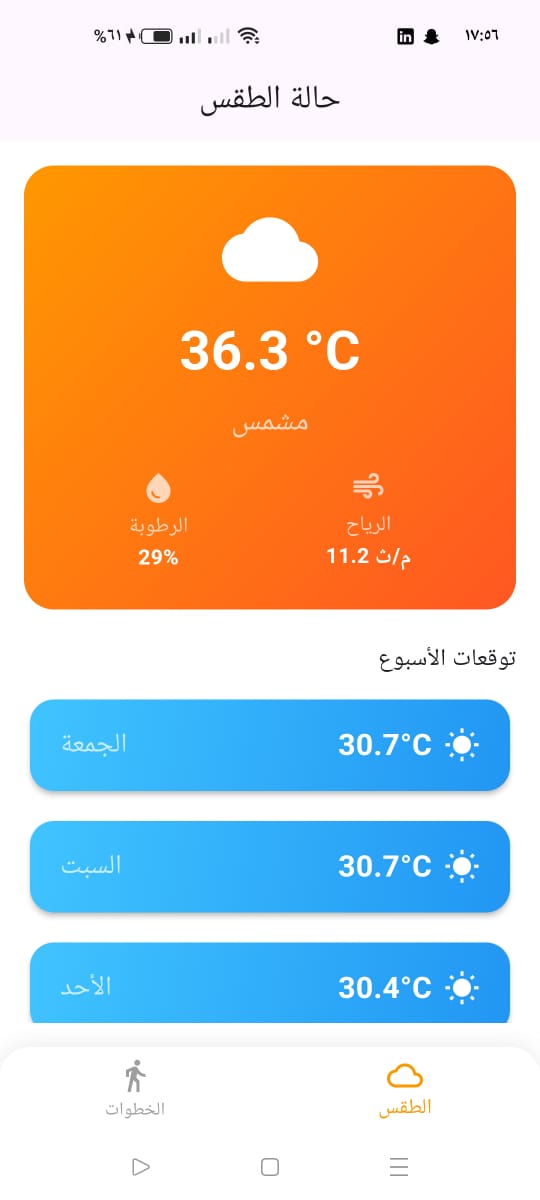 ١٧:٥٦
%٦١
حالة الطقس
36.3 °C
مشمس
الرياح
11.2 م/ث
الرطوبة
29%
توقعات الأسبوع
30.7°C الجمعة
30.7°C السبت
30.4°C الأحد
الطقس
الخطوات